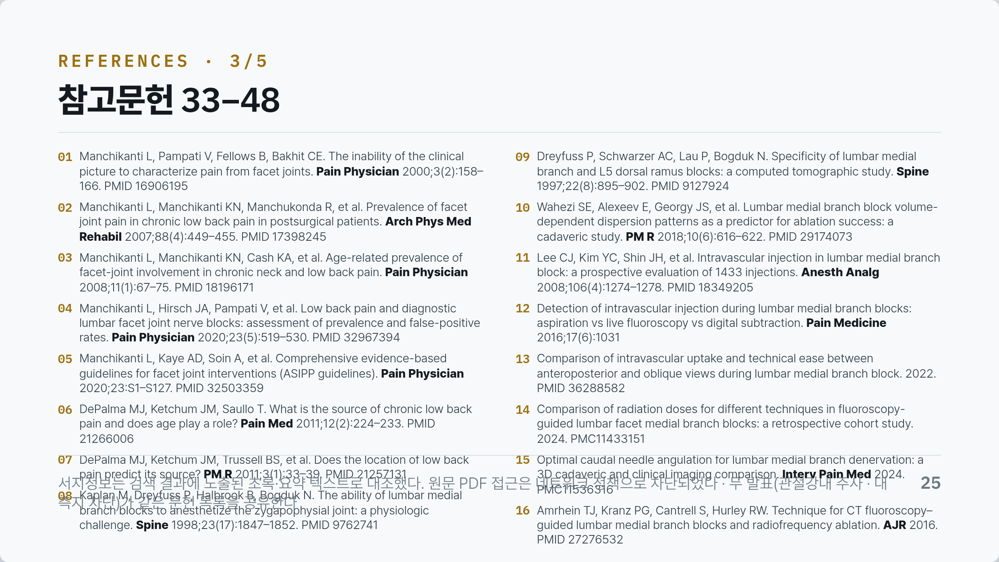 REFERENCES · 3/5
참고문헌 33–48
01 Manchikanti L, Pampati V, Fellows B, Bakhit CE. The inability of the clinical
picture to characterize pain from facet joints. Pain Physician 2000;3(2):158–
166. PMID 16906195
02 Manchikanti L, Manchikanti KN, Manchukonda R, et al. Prevalence of facet
joint pain in chronic low back pain in postsurgical patients. Arch Phys Med
Rehabil 2007;88(4):449–455. PMID 17398245
03 Manchikanti L, Manchikanti KN, Cash KA, et al. Age-related prevalence of
facet-joint involvement in chronic neck and low back pain. Pain Physician
2008;11(1):67–75. PMID 18196171
04 Manchikanti L, Hirsch JA, Pampati V, et al. Low back pain and diagnostic
lumbar facet joint nerve blocks: assessment of prevalence and false-positive
rates. Pain Physician 2020;23(5):519–530. PMID 32967394
05 Manchikanti L, Kaye AD, Soin A, et al. Comprehensive evidence-based
guidelines for facet joint interventions (ASIPP guidelines). Pain Physician
2020;23:S1–S127. PMID 32503359
06 DePalma MJ, Ketchum JM, Saullo T. What is the source of chronic low back
pain and does age play a role? Pain Med 2011;12(2):224–233. PMID
21266006
07 DePalma MJ, Ketchum JM, Trussell BS, et al. Does the location of low back
pain predict its source? PM R 2011;3(1):33–39. PMID 21257131
08 Kaplan M, Dreyfuss P, Halbrook B, Bogduk N. The ability of lumbar medial
branch blocks to anesthetize the zygapophysial joint: a physiologic
challenge. Spine 1998;23(17):1847–1852. PMID 9762741
09 Dreyfuss P, Schwarzer AC, Lau P, Bogduk N. Specificity of lumbar medial
branch and L5 dorsal ramus blocks: a computed tomographic study. Spine
1997;22(8):895–902. PMID 9127924
10 Wahezi SE, Alexeev E, Georgy JS, et al. Lumbar medial branch block volume-
dependent dispersion patterns as a predictor for ablation success: a
cadaveric study. PM R 2018;10(6):616–622. PMID 29174073
11 Lee CJ, Kim YC, Shin JH, et al. Intravascular injection in lumbar medial branch
block: a prospective evaluation of 1433 injections. Anesth Analg
2008;106(4):1274–1278. PMID 18349205
12 Detection of intravascular injection during lumbar medial branch blocks:
aspiration vs live fluoroscopy vs digital subtraction. Pain Medicine
2016;17(6):1031
13 Comparison of intravascular uptake and technical ease between
anteroposterior and oblique views during lumbar medial branch block. 2022.
PMID 36288582
14 Comparison of radiation doses for different techniques in fluoroscopy-
guided lumbar facet medial branch blocks: a retrospective cohort study.
2024. PMC11433151
15 Optimal caudal needle angulation for lumbar medial branch denervation: a
3D cadaveric and clinical imaging comparison. Interv Pain Med 2024.
PMC11536316
16 Amrhein TJ, Kranz PG, Cantrell S, Hurley RW. Technique for CT fluoroscopy–
guided lumbar medial branch blocks and radiofrequency ablation. AJR 2016.
PMID 27276532
서지정보는 검색 결과에 노출된 초록·요약 텍스트로 대조했다. 원문 PDF 접근은 네트워크 정책으로 차단되었다 · 두 발표(관절강내 주사 · 내
측지 차단)가 같은 문헌 목록을 공유한다
25